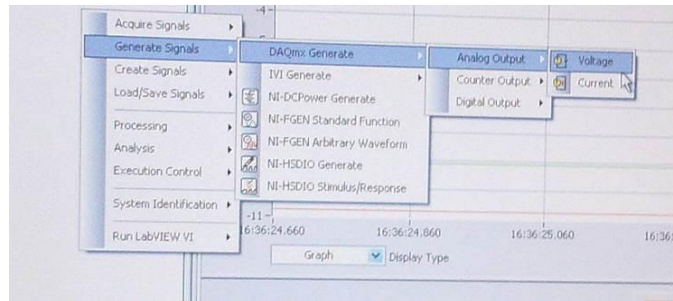 -4-
Acquire Signals
Generate Signals
Create Signals
Load/Save Signals
Processing
Analysis
Execution Control
System Identification
Run LabVIEW VI
DAQmx Generate
IVI Generate
NI-DCPower Generate
NI-FGEN Standard Function
NI-FGEN Arbitrary Waveform
NI-HSDIO Generate
NI-HSDIO Stimulus/Response
Analog Output
Counter Output
Digital Output
Voltage
Current
-11-
16:36:24.660 16:36:24.860 16:36:25.060 16:36:
Graph Display Type